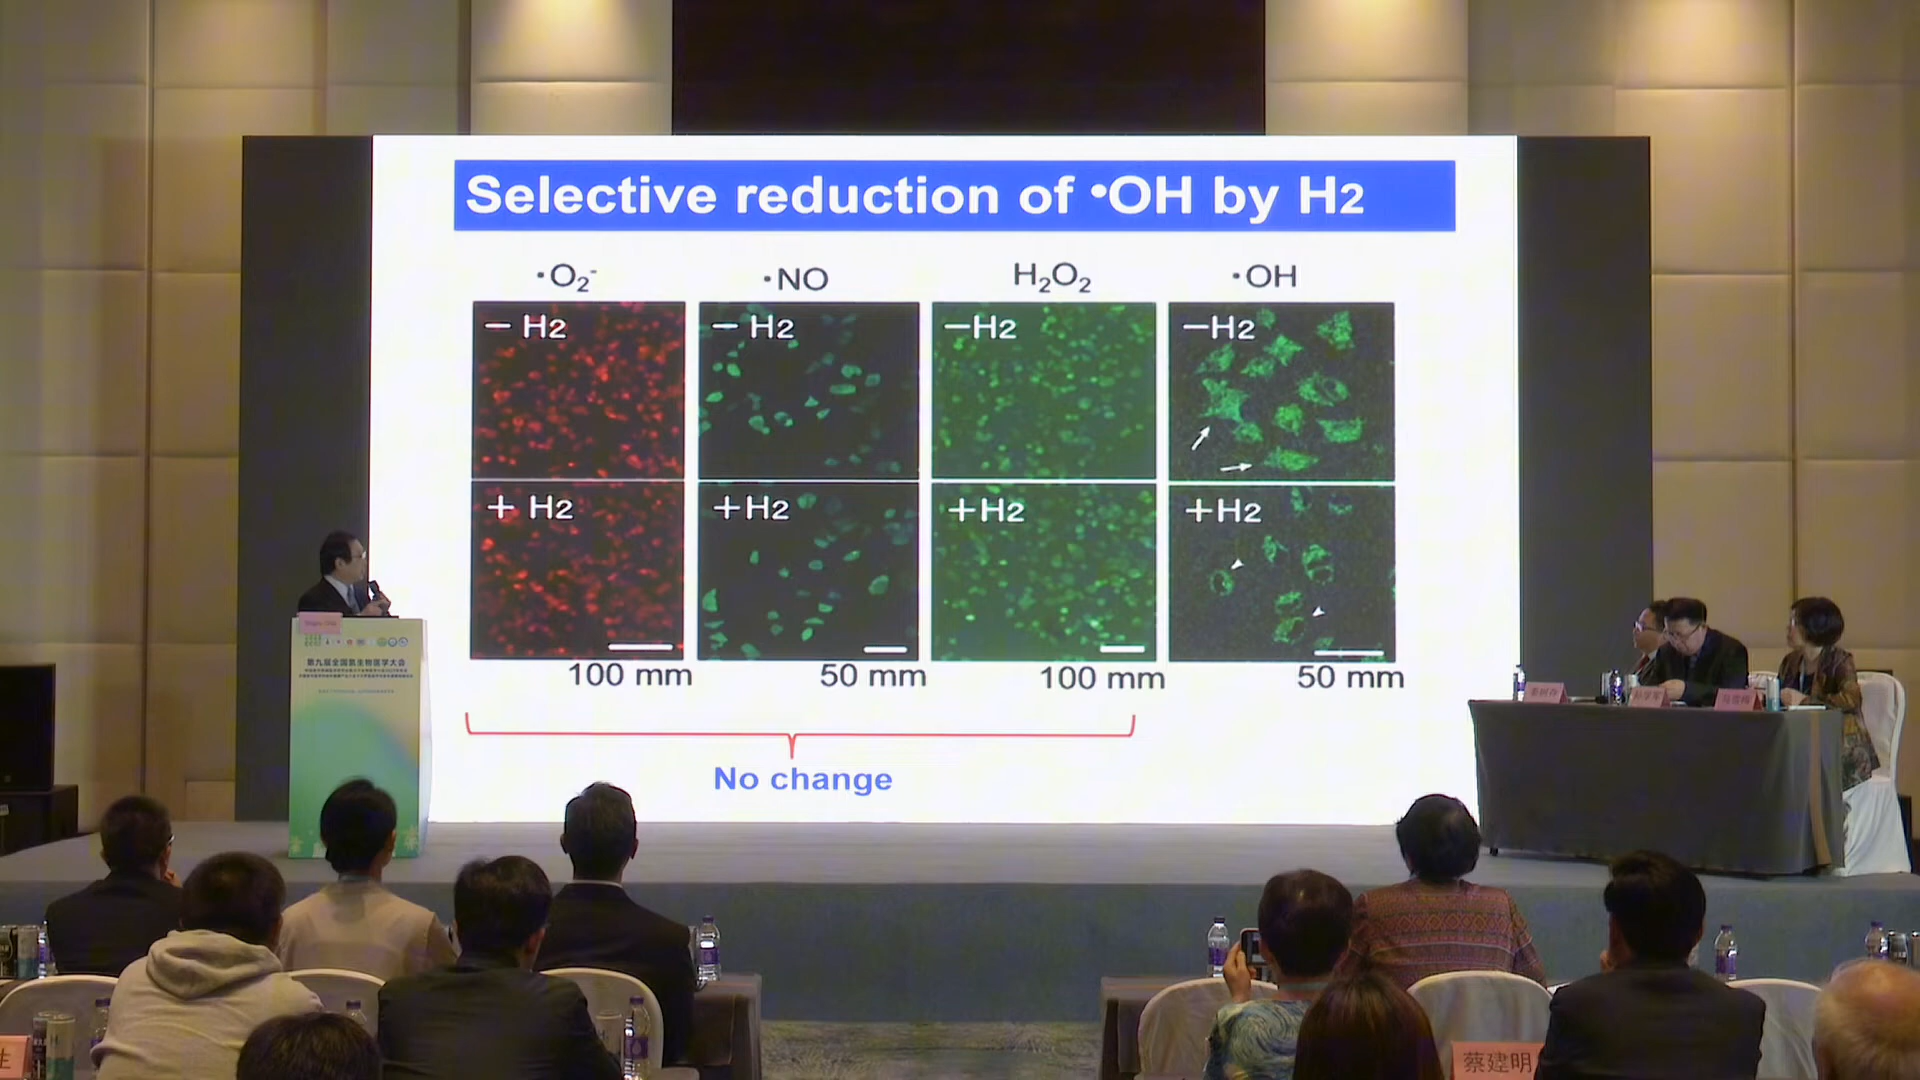 Selective reduction of •OH by H2
·O₂⁻
·NO
H₂O₂
·OH
− H2
− H2
−H2
−H2
+ H2
+H2
+H2
+H2
100 mm
50 mm
100 mm
50 mm
No change
第九届全国氢生物医学大会
蔡建明
生